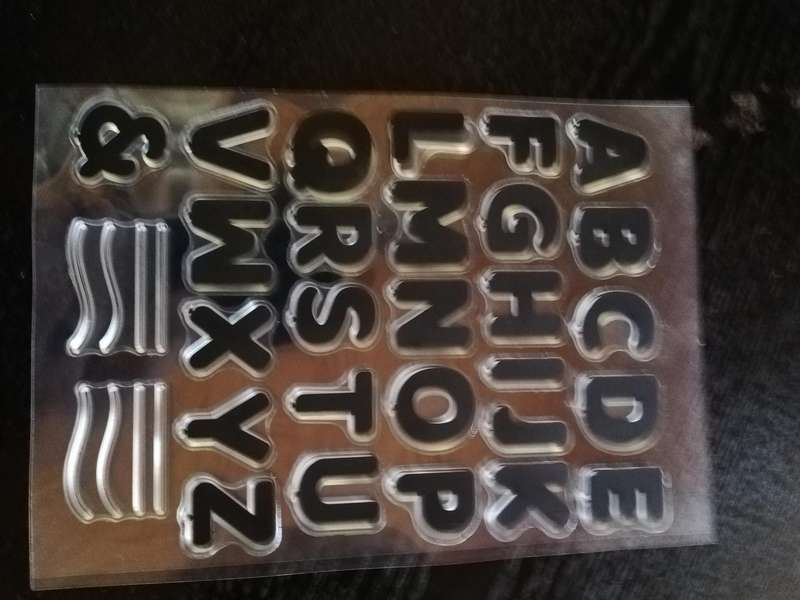 ABCDE
FGHIJK
LMNOP
QRSTU
VWXYZ
&